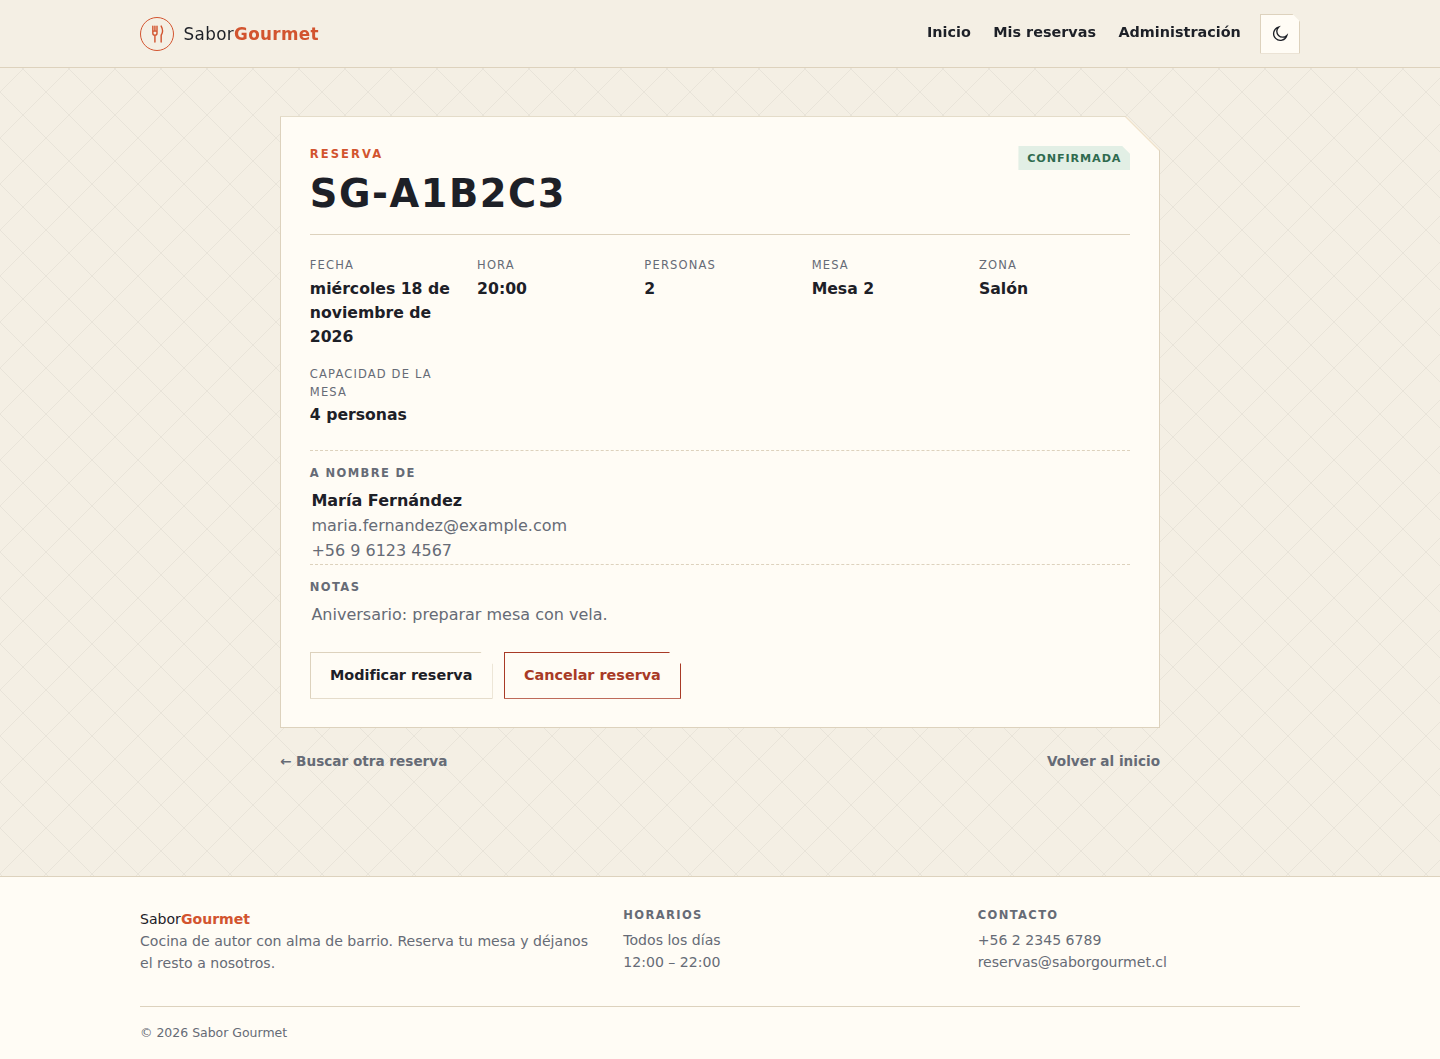 SaborGourmet
Inicio
Mis reservas
Administración
RESERVA
CONFIRMADA
SG-A1B2C3
FECHA
miércoles 18 de
noviembre de
2026
HORA
20:00
PERSONAS
2
MESA
Mesa 2
ZONA
Salón
CAPACIDAD DE LA
MESA
4 personas
A NOMBRE DE
María Fernández
maria.fernandez@example.com
+56 9 6123 4567
NOTAS
Aniversario: preparar mesa con vela.
Modificar reserva
Cancelar reserva
← Buscar otra reserva
Volver al inicio
SaborGourmet
Cocina de autor con alma de barrio. Reserva tu mesa y déjanos
el resto a nosotros.
HORARIOS
Todos los días
12:00 – 22:00
CONTACTO
+56 2 2345 6789
reservas@saborgourmet.cl
© 2026 Sabor Gourmet